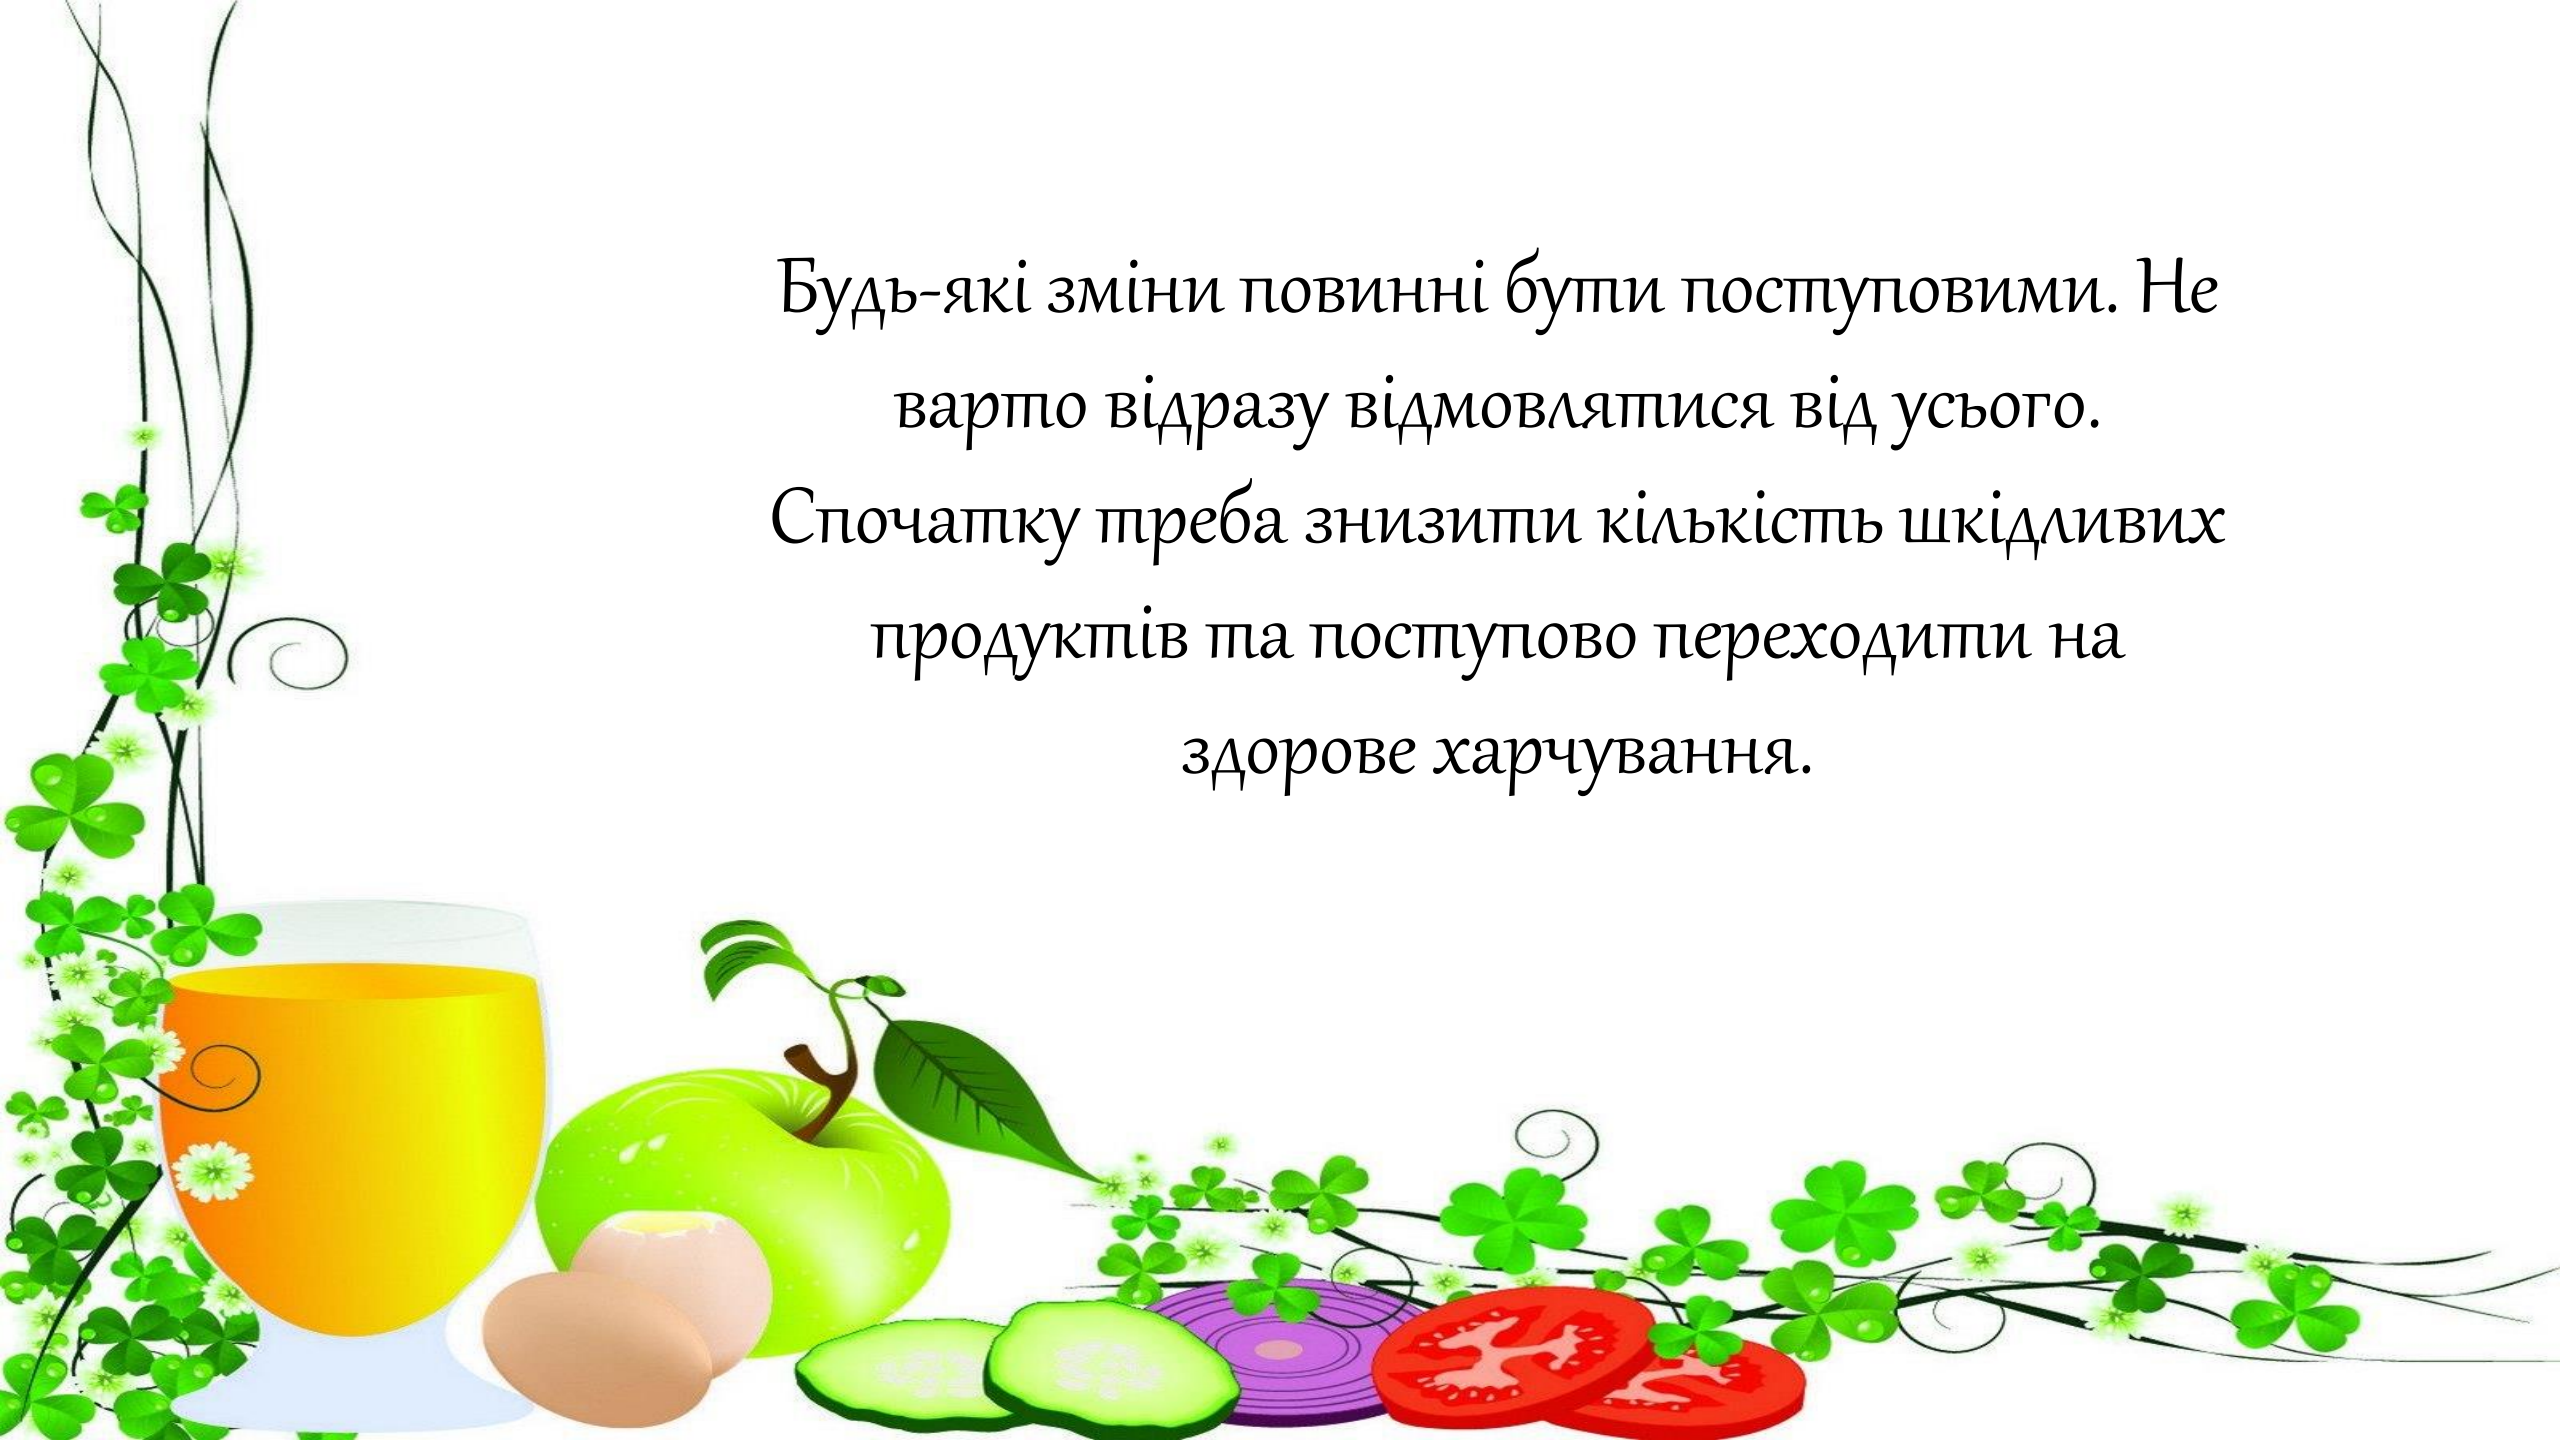 Будь-які зміни повинні бути поступовими. Не
варто відразу відмовлятися від усього.
Спочатку треба знизити кількість шкідливих
продуктів та поступово переходити на
здорове харчування.